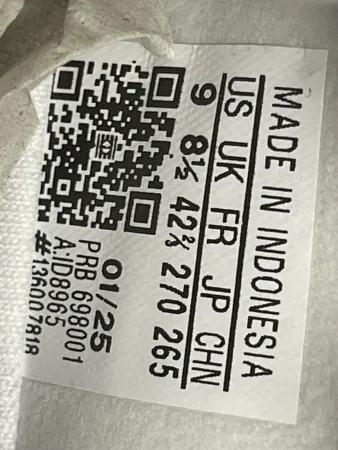 MADE IN INDONESIA
US UK FR JP CHN
9 8½ 42⅔ 270 265
01/25
PRB 698001
A:ID8965